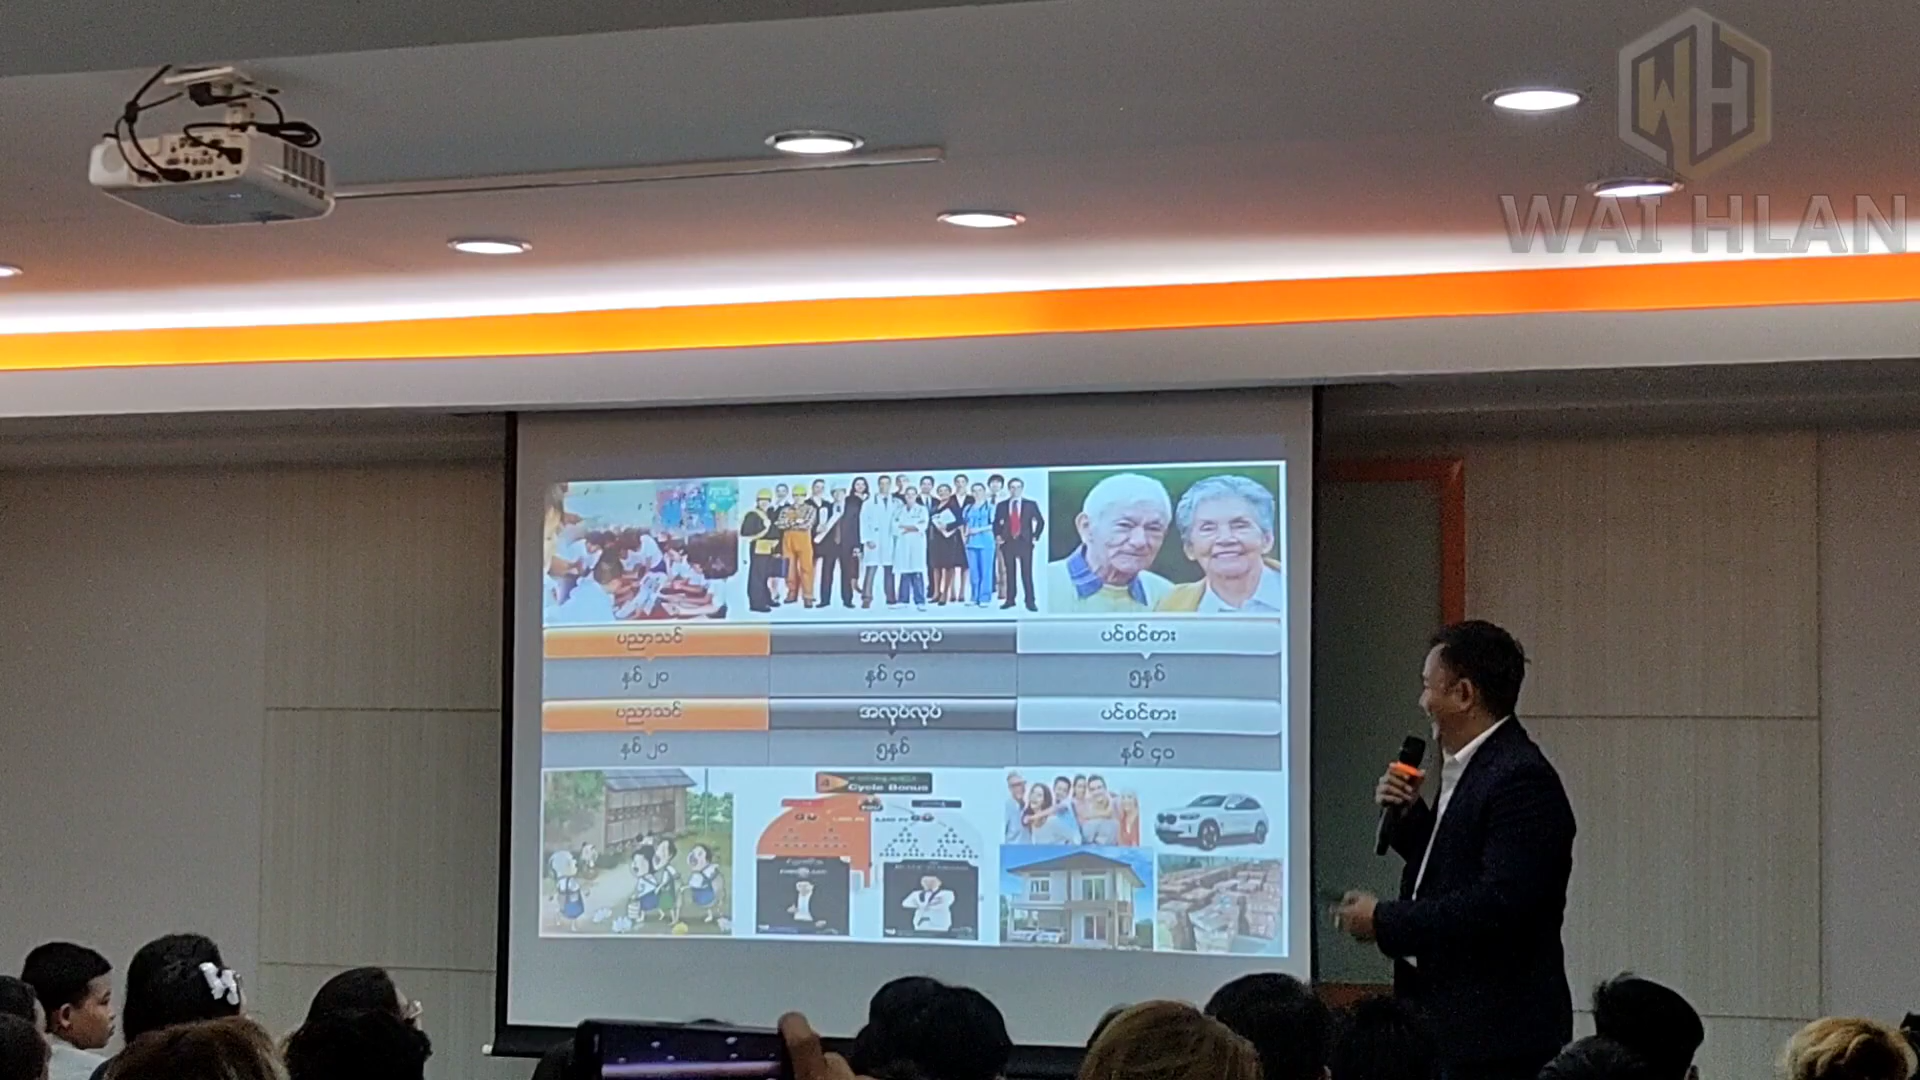 WH
WAI HLAN
ပညာသင် အလုပ်လုပ် ပင်စင်စား
နှစ် ၂၀ နှစ် ၄၀ ၅နှစ်
ပညာသင် အလုပ်လုပ် ပင်စင်စား
နှစ် ၂၀ ၅နှစ် နှစ် ၄၀
Cycle Bonus